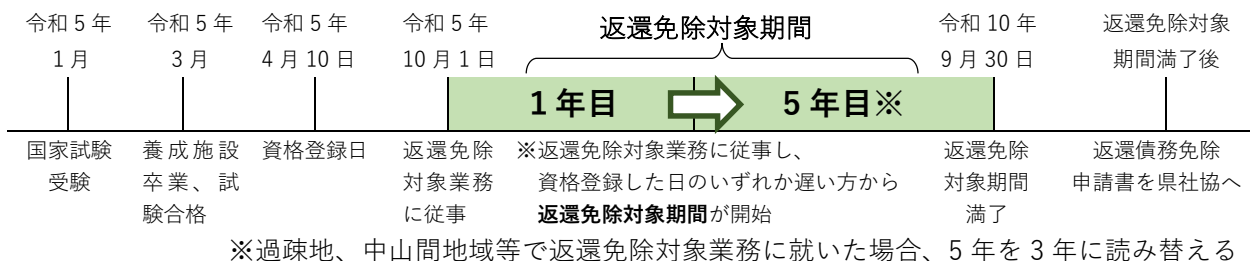 令和５年 令和５年 令和５年 令和５年 返還免除対象期間 令和 10 年 返還免除対象
１月 ３月 ４月 10 日 10 月１日 ９月 30 日 期間満了後
１年目 ５年目※
国家試験 養成施設 資格登録日 返還免除 ※返還免除対象業務に従事し、 返還免除 返還債務免除
受験 卒業、試 対象業務 資格登録した日のいずれか遅い方から 対象期間 申請書を県社協へ
験合格 に従事 返還免除対象期間が開始 満了
※過疎地、中山間地域等で返還免除対象業務に就いた場合、５年を３年に読み替える